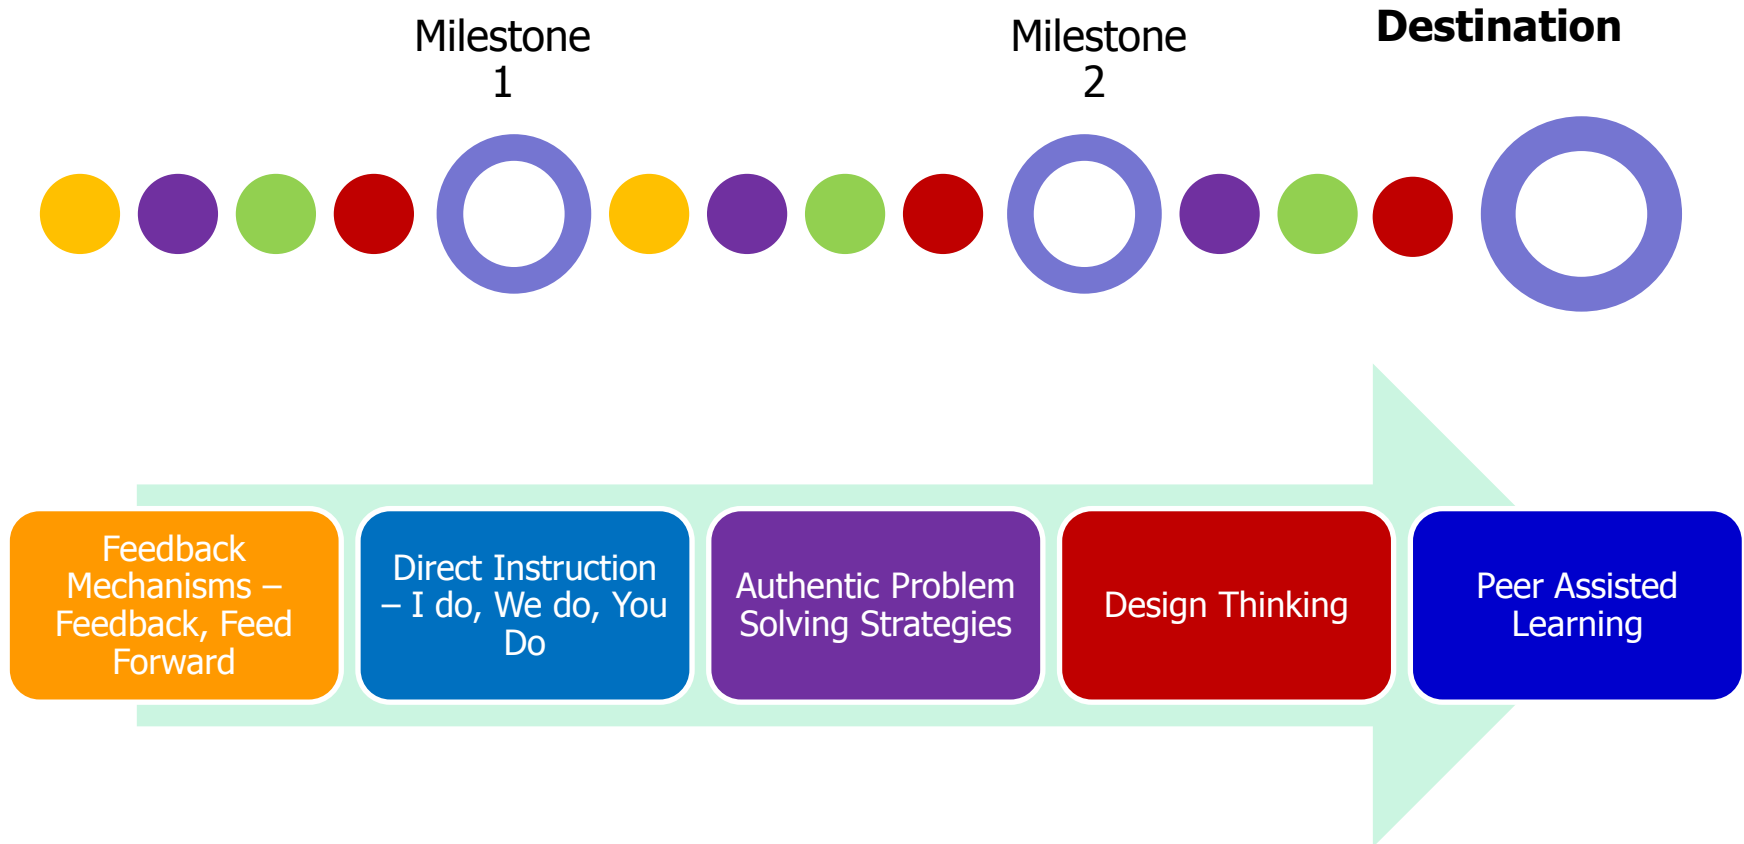 Milestone
1
Milestone
2
Destination
Feedback
Mechanisms –
Feedback, Feed
Forward
Direct Instruction
– I do, We do, You
Do
Authentic Problem
Solving Strategies
Design Thinking
Peer Assisted
Learning